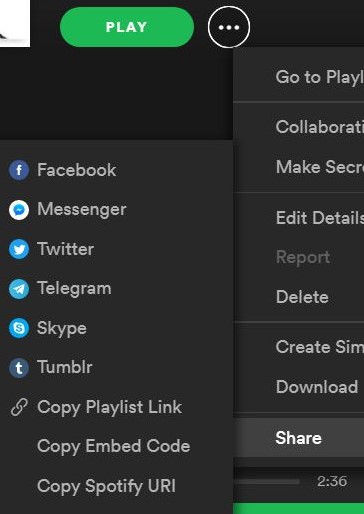 PLAY
Go to Playl
Collaborati
Make Secre
Edit Details
Report
Delete
Create Sim
Download
Share
Facebook
Messenger
Twitter
Telegram
Skype
Tumblr
Copy Playlist Link
Copy Embed Code
Copy Spotify URI
2:36